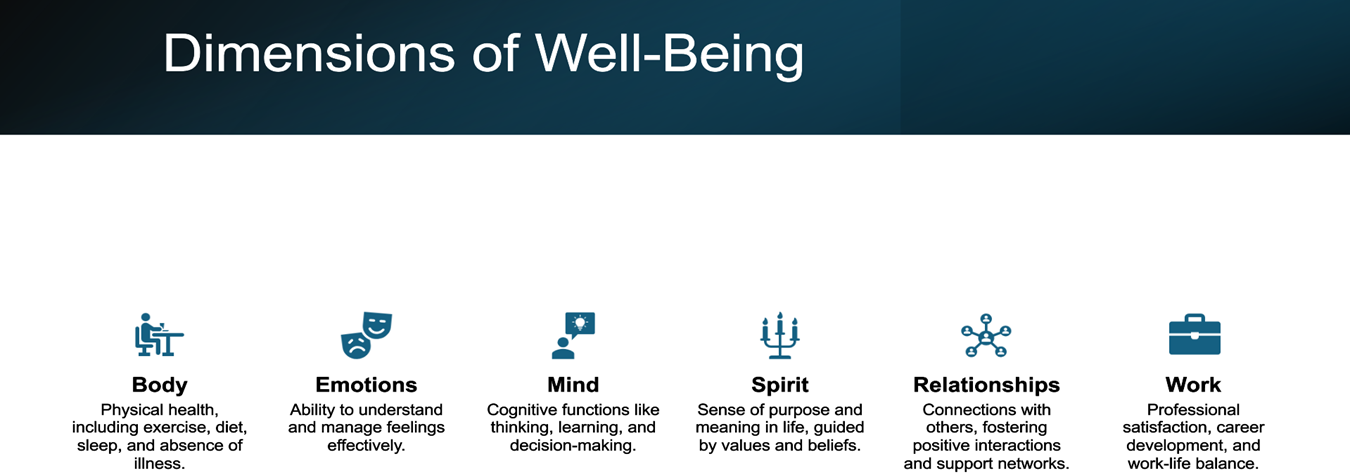 Dimensions of Well-Being
Body
Physical health,
including exercise, diet,
sleep, and absence of
illness.
Emotions
Ability to understand
and manage feelings
effectively.
Mind
Cognitive functions like
thinking, learning, and
decision-making.
Spirit
Sense of purpose and
meaning in life, guided
by values and beliefs.
Relationships
Connections with
others, fostering
positive interactions
and support networks.
Work
Professional
satisfaction, career
development, and
work-life balance.